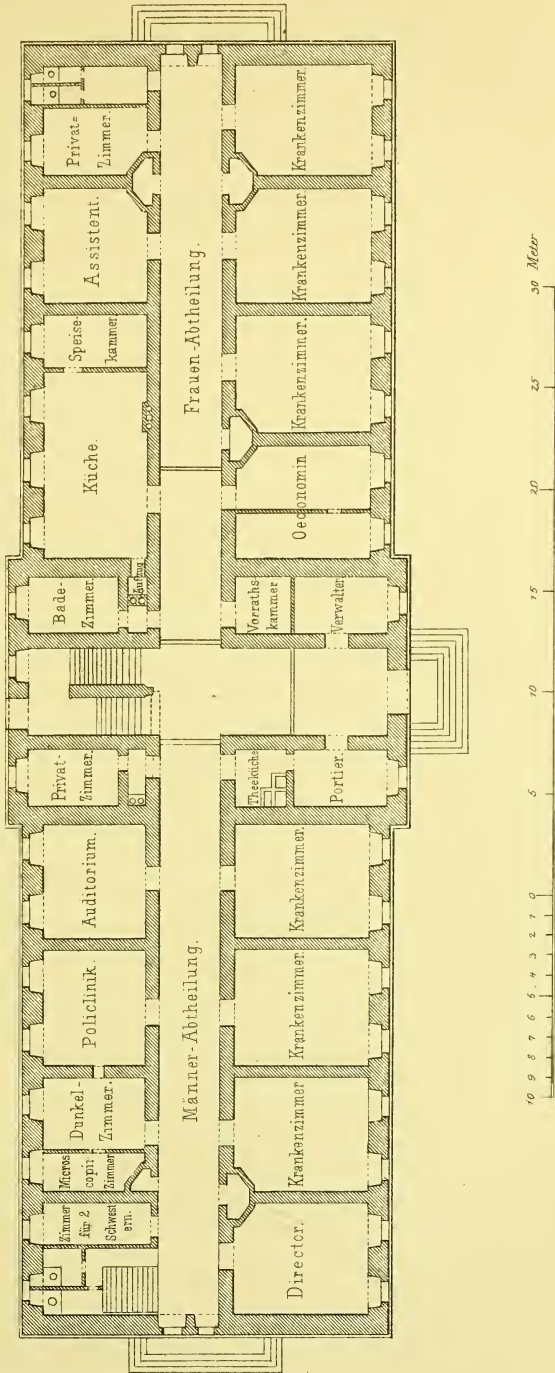 Zimmer
für 2
Schwest
ern.
Micros
copir
Zimmer
Dunkel-
Zimmer.
Policlinik.
Auditorium.
Privat-
Zimmer.
Bade-
Zimmer.
Aufzug
Küche.
Speise-
kammer
Assistent.
Privat=
Zimmer.
Männer-Abtheilung.
Frauen-Abtheilung.
Director.
Krankenzimmer
Krankenzimmer.
Krankenzimmer.
Theeküche
Portier.
Vorraths-
kammer
Verwalter
Oeconomin
Krankenzimmer.
Krankenzimmer.
Krankenzimmer.
10 9 8 7 6 5 4 3 2 1 0 5 10 15 20 25 30 Meter